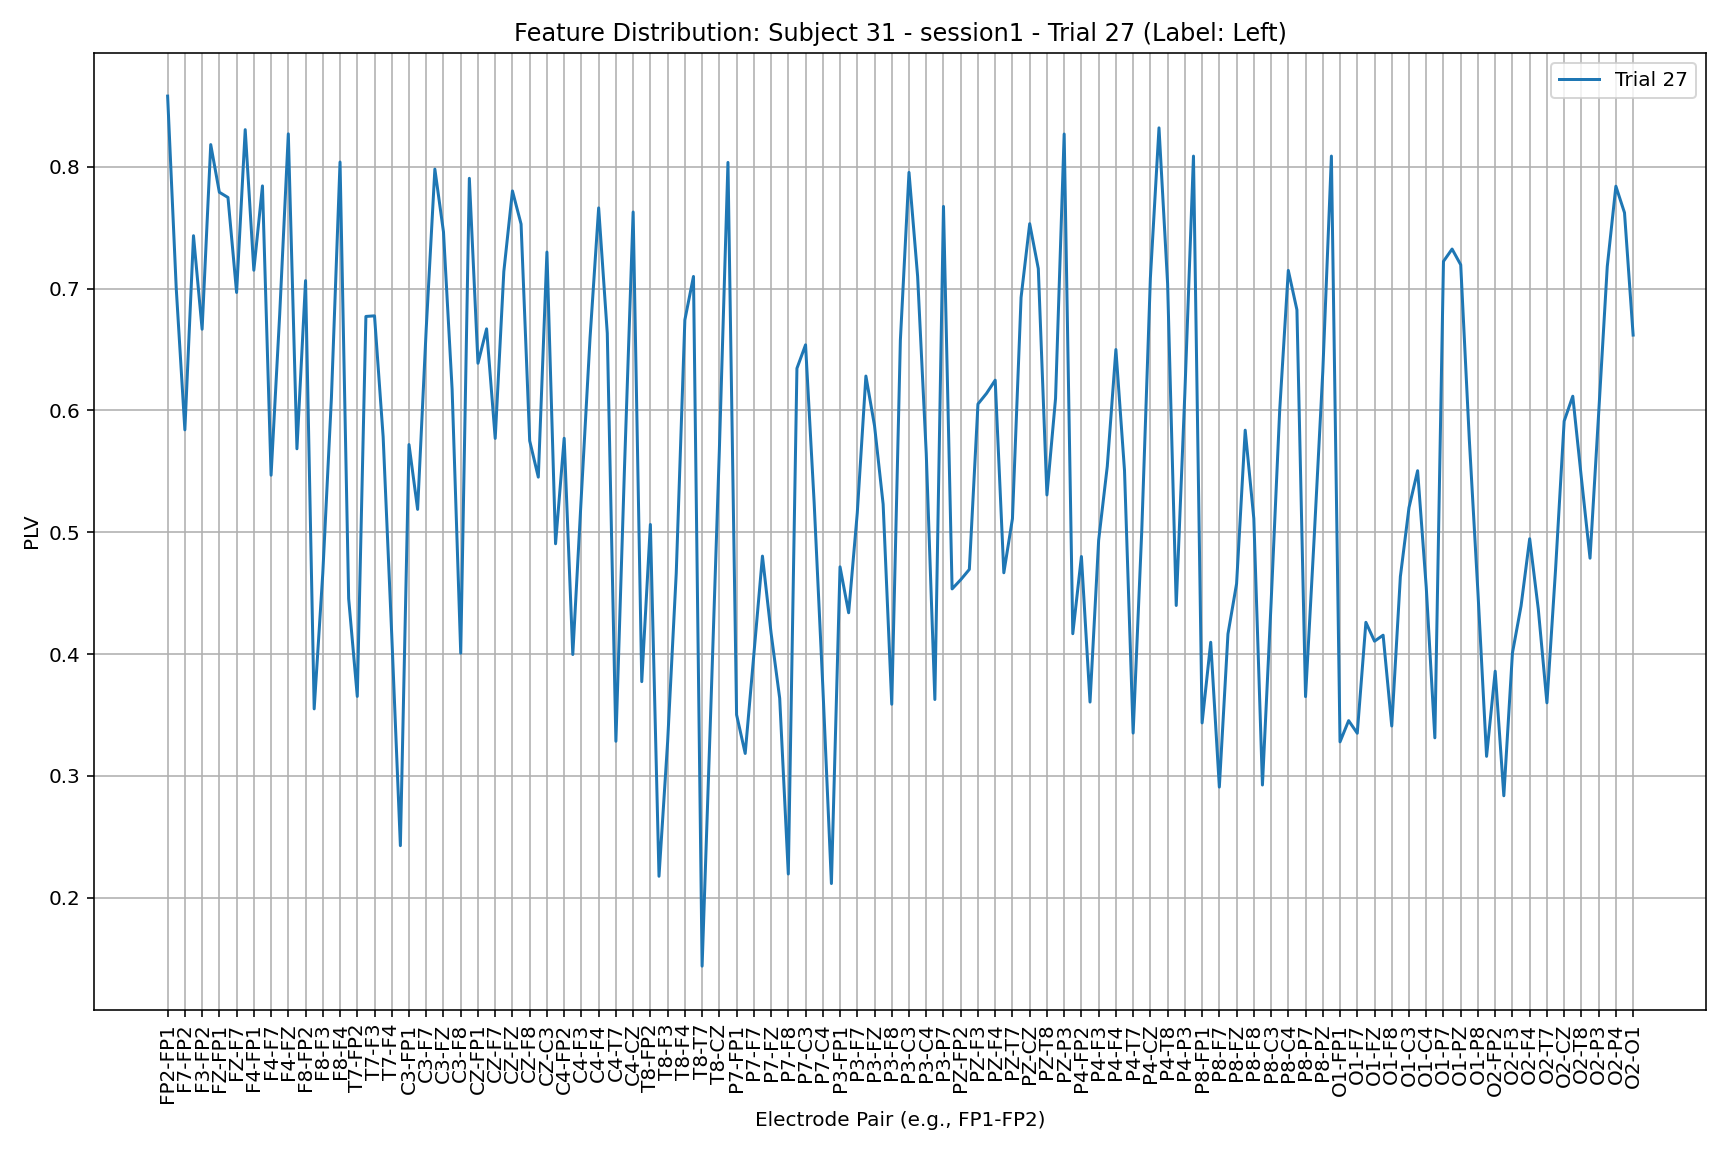 Feature Distribution: Subject 31 - session1 - Trial 27 (Label: Left)
Trial 27
PLV
0.8
0.7
0.6
0.5
0.4
0.3
0.2
FP2-FP1
F7-FP2
F3-FP2
FZ-FP1
FZ-F7
F4-FP1
F4-F7
F4-FZ
F8-FP2
F8-F3
F8-F4
T7-FP2
T7-F3
T7-F4
C3-FP1
C3-F7
C3-FZ
C3-F8
CZ-FP1
CZ-F7
CZ-FZ
CZ-F8
CZ-C3
C4-FP2
C4-F3
C4-F4
C4-T7
C4-CZ
T8-FP2
T8-F3
T8-F4
T8-T7
T8-CZ
P7-FP1
P7-F7
P7-FZ
P7-F8
P7-C3
P7-C4
P3-FP1
P3-F7
P3-FZ
P3-F8
P3-C3
P3-C4
P3-P7
PZ-FP2
PZ-F3
PZ-F4
PZ-T7
PZ-CZ
PZ-T8
PZ-P3
P4-FP2
P4-F3
P4-F4
P4-T7
P4-CZ
P4-T8
P4-P3
P8-FP1
P8-F7
P8-FZ
P8-F8
P8-C3
P8-C4
P8-P7
P8-PZ
O1-FP1
O1-F7
O1-FZ
O1-F8
O1-C3
O1-C4
O1-P7
O1-PZ
O1-P8
O2-FP2
O2-F3
O2-F4
O2-T7
O2-CZ
O2-T8
O2-P3
O2-P4
O2-O1
Electrode Pair (e.g., FP1-FP2)